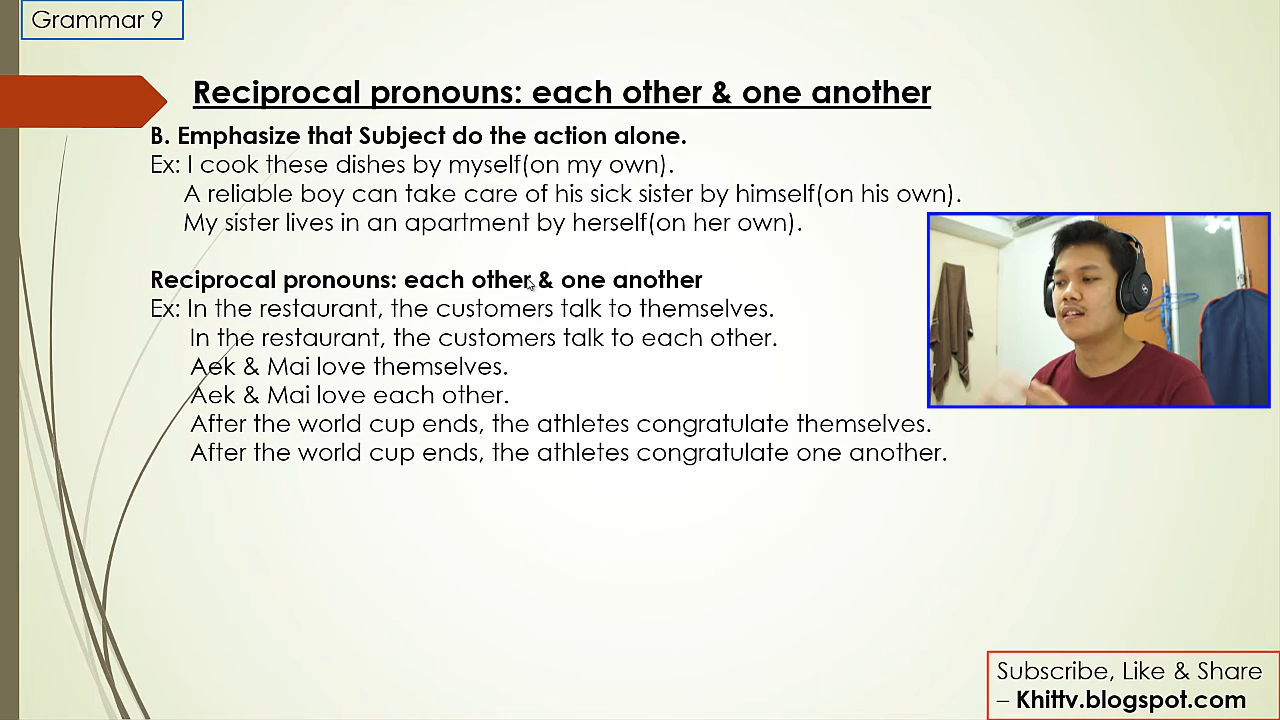 Grammar 9
Reciprocal pronouns: each other & one another
B. Emphasize that Subject do the action alone.
Ex: I cook these dishes by myself(on my own).
A reliable boy can take care of his sick sister by himself(on his own).
My sister lives in an apartment by herself(on her own).
Reciprocal pronouns: each other & one another
Ex: In the restaurant, the customers talk to themselves.
In the restaurant, the customers talk to each other.
Aek & Mai love themselves.
Aek & Mai love each other.
After the world cup ends, the athletes congratulate themselves.
After the world cup ends, the athletes congratulate one another.
Subscribe, Like & Share
– Khittv.blogspot.com